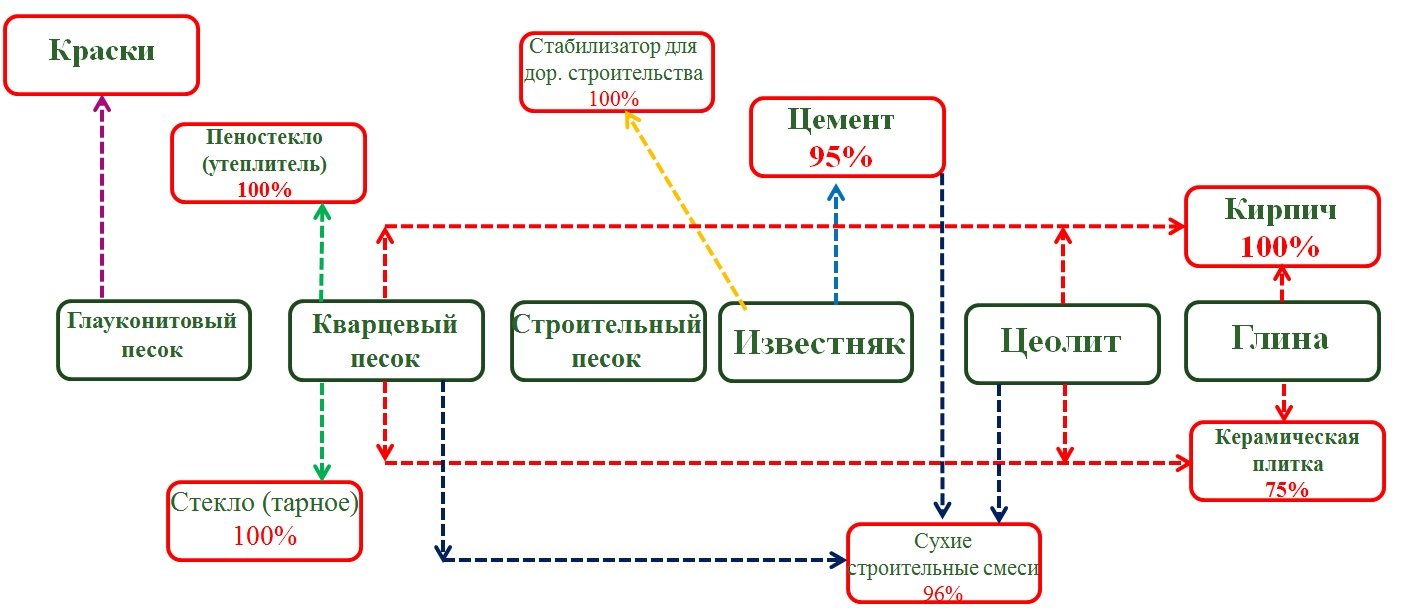 Краски
Стабилизатор для
дор. строительства
100%
Цемент
95%
Пеностекло
(утеплитель)
100%
Кирпич
100%
Глауконитовый
песок
Кварцевый
песок
Строительный
песок
Известняк
Цеолит
Глина
Керамическая
плитка
75%
Стекло (тарное)
100%
Сухие
строительные смеси
96%